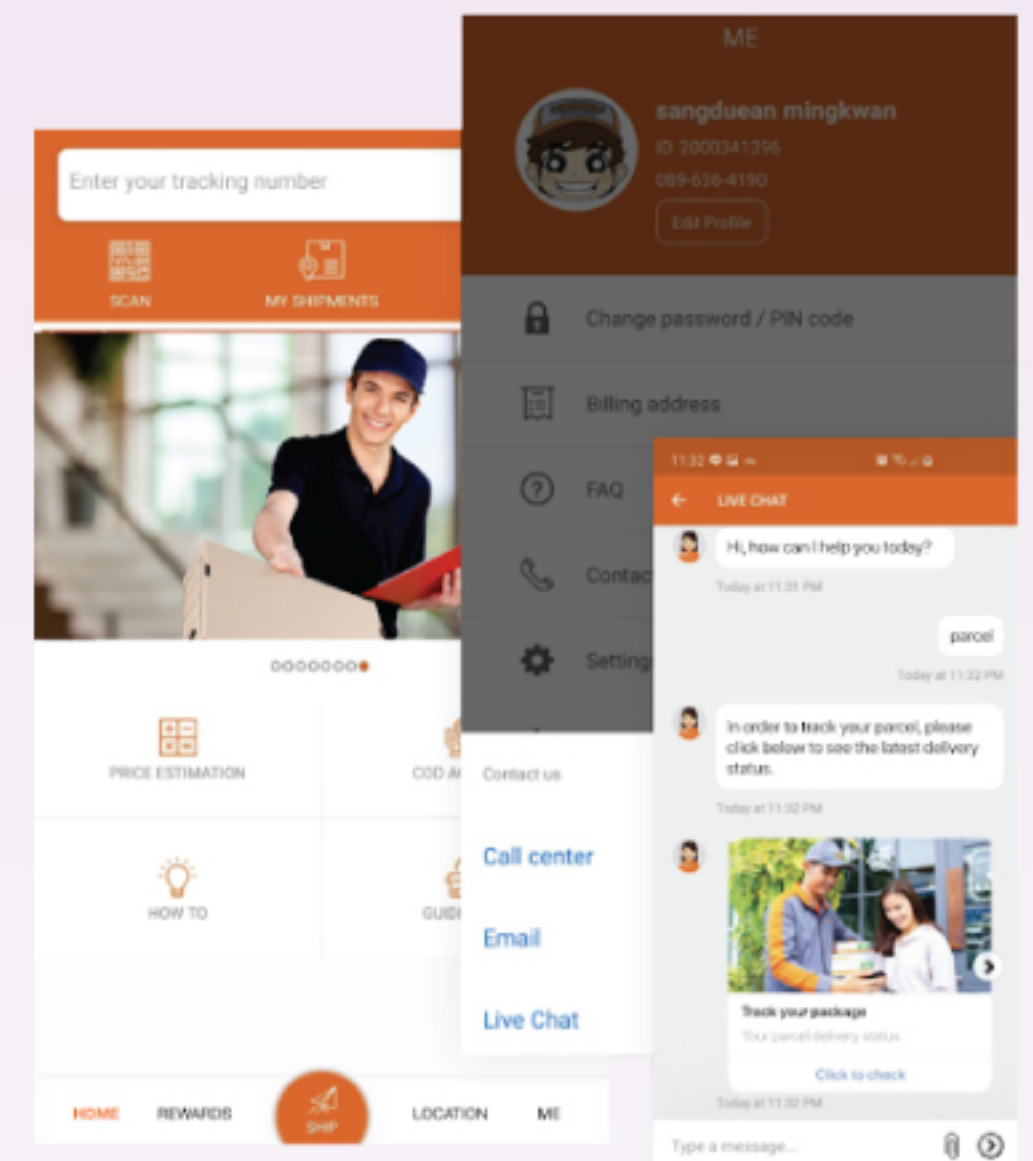 Enter your tracking number
SCAN
MY SHIPMENTS
PRICE ESTIMATION
COD
HOW TO
HOME
REWARDS
SHIP
LOCATION
ME
ME
sangduean mingkwan
ID 2000341396
089-636-4190
Edit Profile
Change password / PIN code
Billing address
FAQ
Contac
Setting
Contact us
Call center
Email
Live Chat
11:32
LIVE CHAT
Hi, how can I help you today?
Today at 11:31 PM
parcel
Today at 11:32 PM
In order to track your parcel, please
click below to see the latest delivery
status.
Today at 11:32 PM
Track your package
Your parcel delivery status
Click to check
Today at 11:32 PM
Type a message...